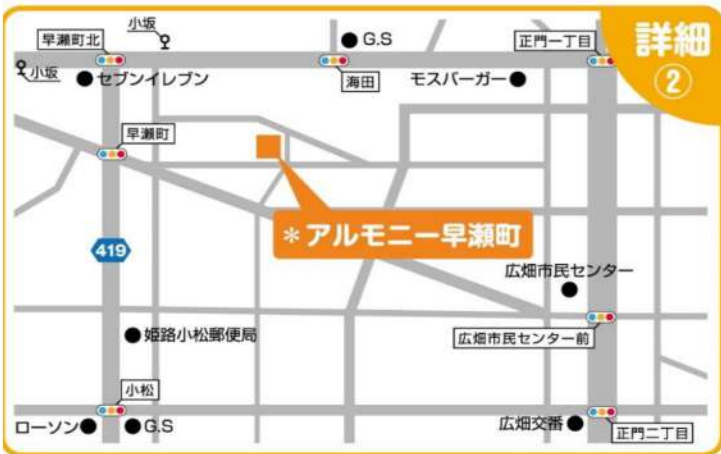 小坂
早瀬町北
G.S
正門一丁目
詳細
②
小坂
セブンイレブン
海田
モスバーガー
早瀬町
＊アルモニー早瀬町
419
広畑市民センター
姫路小松郵便局
広畑市民センター前
小松
ローソン
G.S
広畑交番
正門二丁目